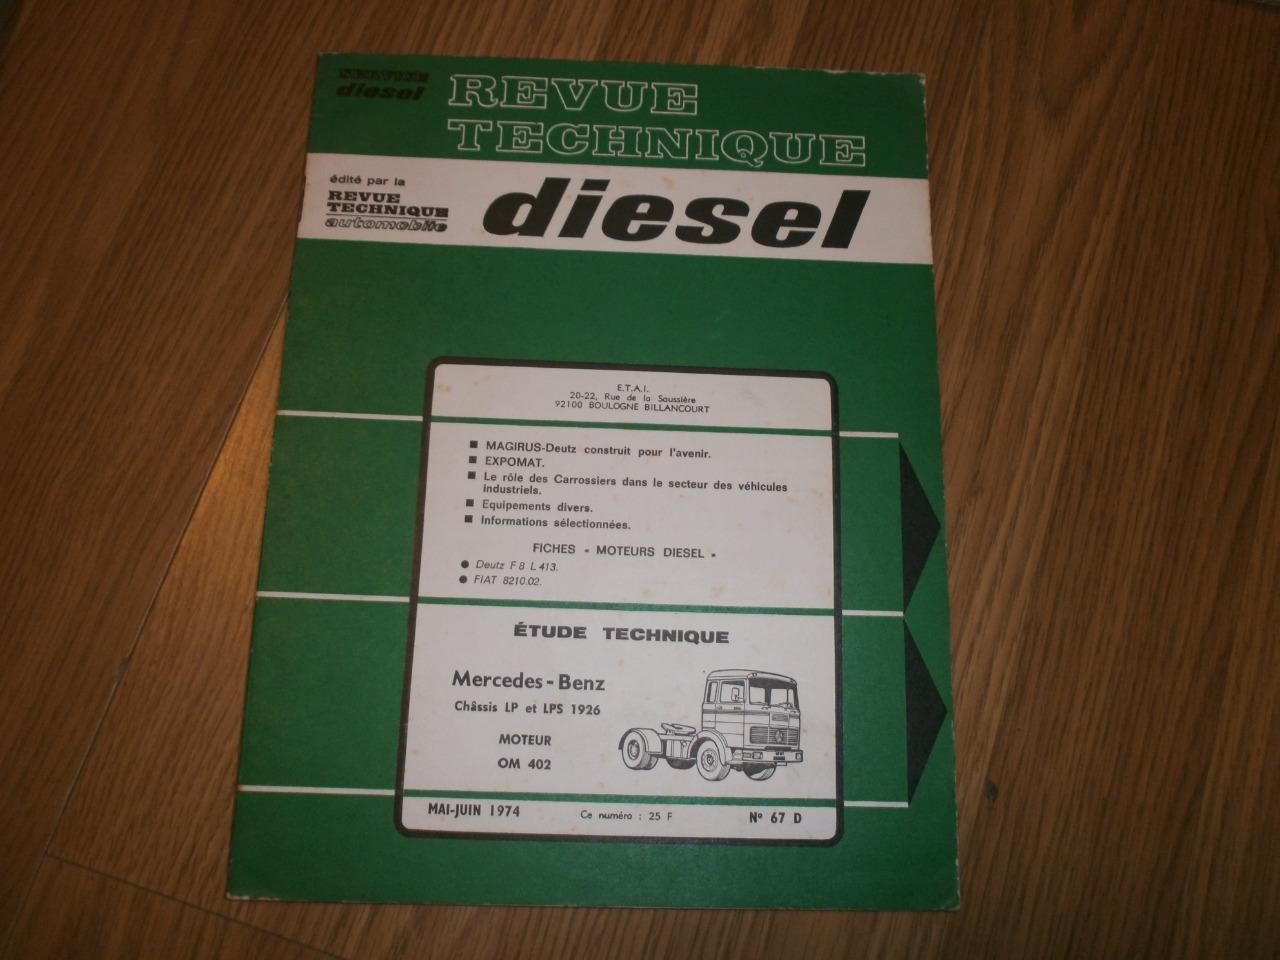 SERVICE
diesel
REVUE
TECHNIQUE
édité par la
REVUE
TECHNIQUE
automobile
diesel
E.T.A.I.
20-22, Rue de la Saussière
92100 BOULOGNE BILLANCOURT
■ MAGIRUS-Deutz construit pour l'avenir.
■ EXPOMAT.
■ Le rôle des Carrossiers dans le secteur des véhicules
industriels.
■ Equipements divers.
■ Informations sélectionnées.
FICHES « MOTEURS DIESEL »
● Deutz F 8 L 413.
● FIAT 8210.02.
ÉTUDE TECHNIQUE
Mercedes-Benz
Châssis LP et LPS 1926
MOTEUR
OM 402
MAI-JUIN 1974 Ce numéro : 25 F N° 67 D